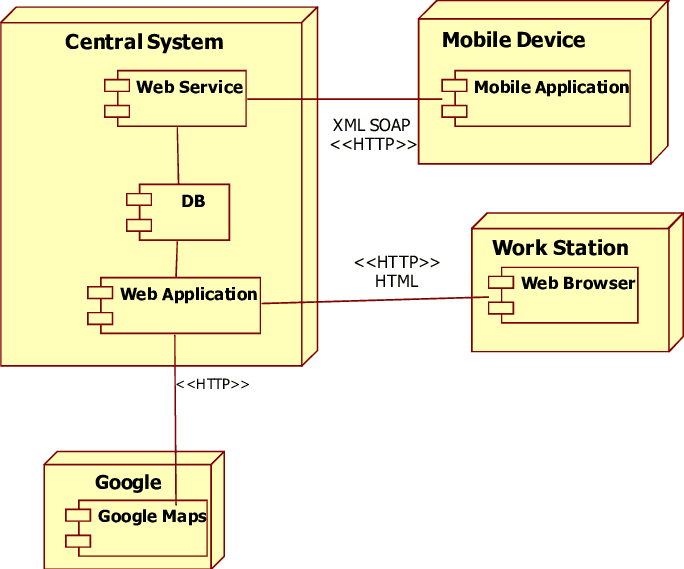 Central System
Web Service
DB
Web Application
Mobile Device
Mobile Application
XML SOAP
<<HTTP>>
Work Station
Web Browser
<<HTTP>>
HTML
<<HTTP>>
Google
Google Maps